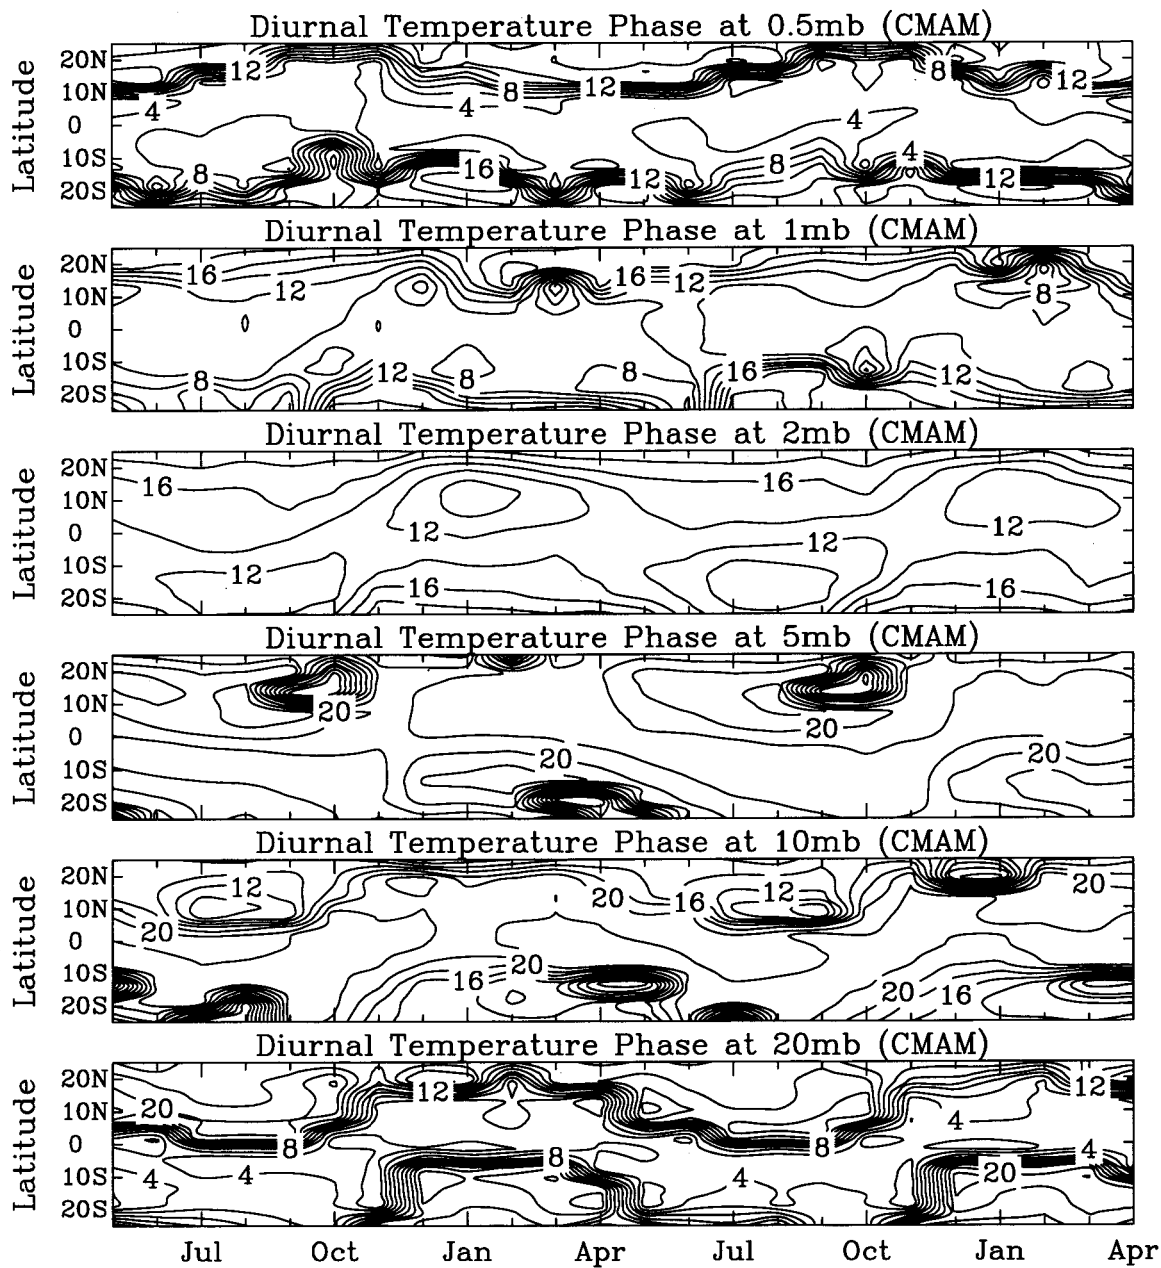 Diurnal Temperature Phase at 0.5mb (CMAM)
Latitude
20N
10N
0
10S
20S
12
8
12
8
12
4
4
4
4
8
16
12
8
12
Diurnal Temperature Phase at 1mb (CMAM)
Latitude
20N
10N
0
10S
20S
16
12
16
12
8
8
12
8
8
16
12
Diurnal Temperature Phase at 2mb (CMAM)
Latitude
20N
10N
0
10S
20S
16
16
12
12
12
12
16
16
Diurnal Temperature Phase at 5mb (CMAM)
Latitude
20N
10N
0
10S
20S
20
20
20
20
Diurnal Temperature Phase at 10mb (CMAM)
Latitude
20N
10N
0
10S
20S
12
20
16
12
20
20
16
20
20
16
Diurnal Temperature Phase at 20mb (CMAM)
Latitude
20N
10N
0
10S
20S
20
12
12
8
8
4
4
4
4
8
4
20
Jul Oct Jan Apr Jul Oct Jan Apr